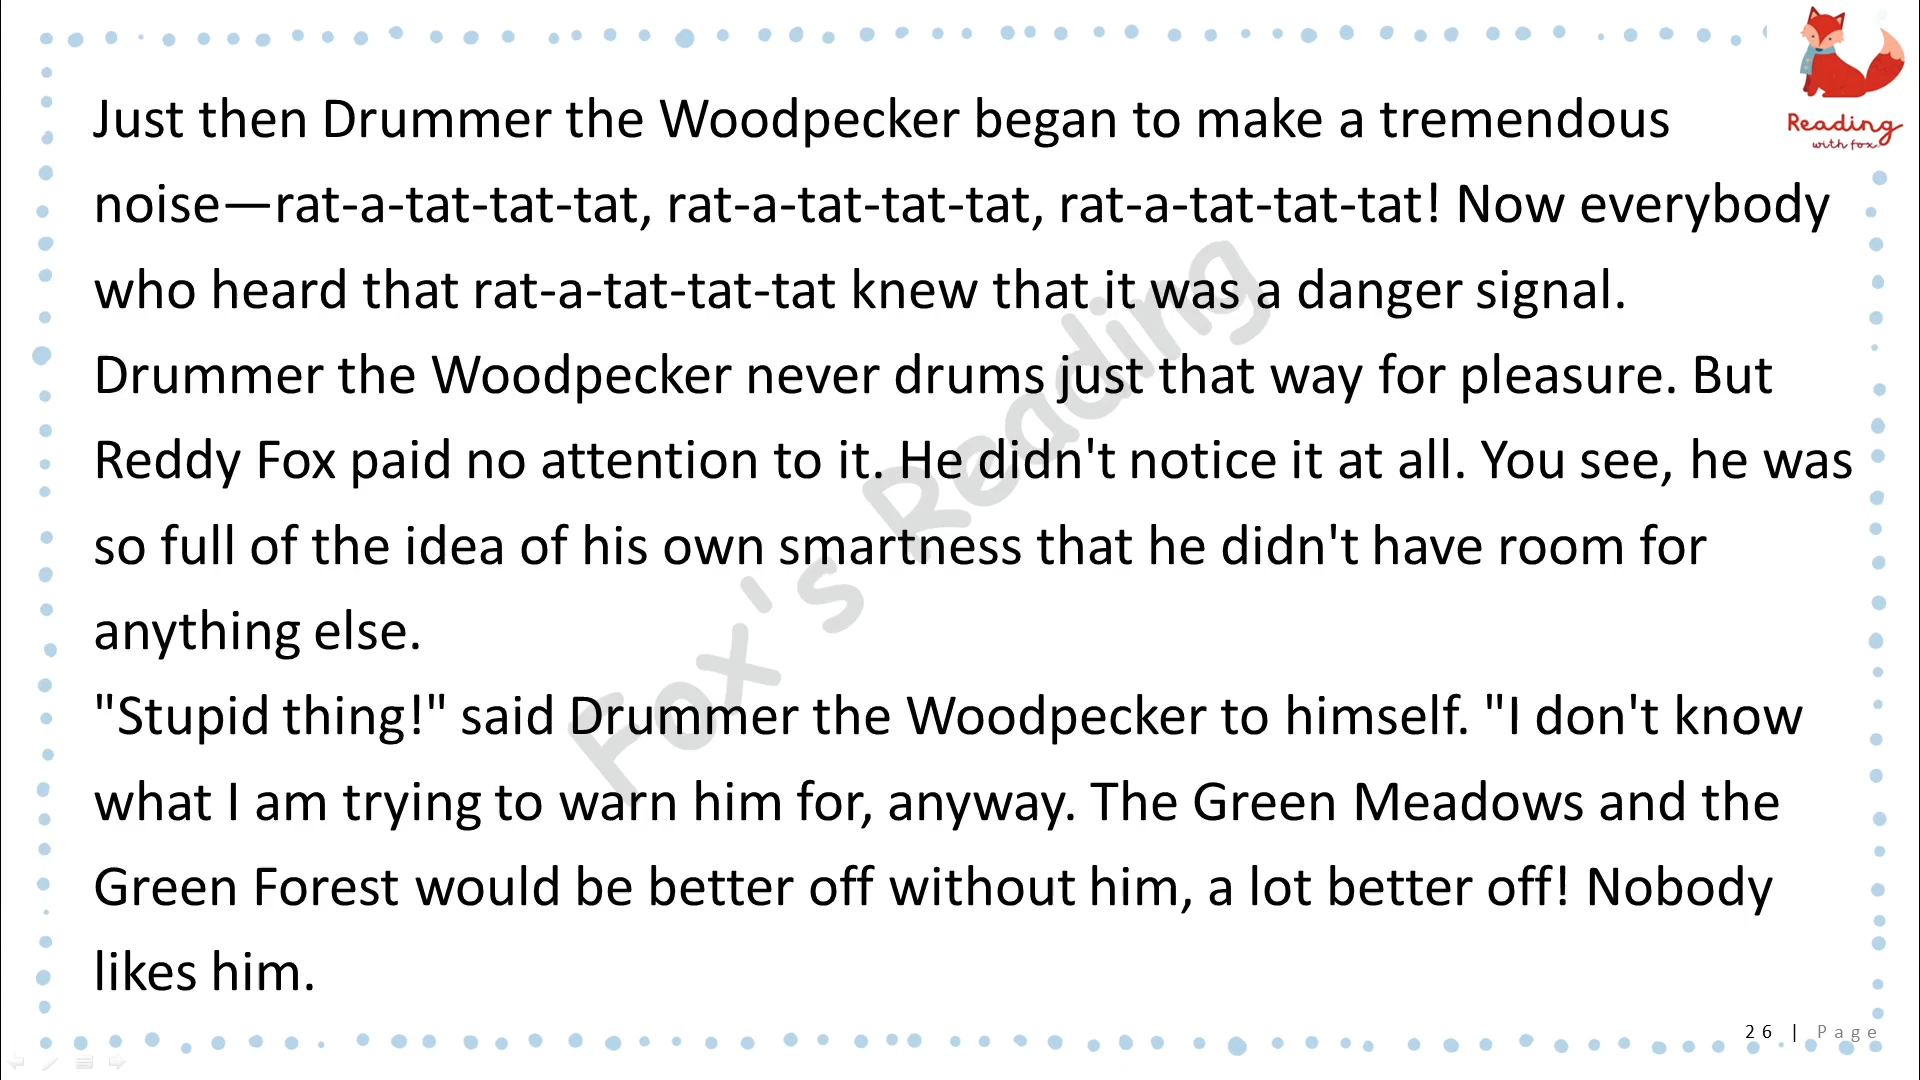 Just then Drummer the Woodpecker began to make a tremendous
noise—rat-a-tat-tat-tat, rat-a-tat-tat-tat, rat-a-tat-tat-tat! Now everybody
who heard that rat-a-tat-tat-tat knew that it was a danger signal.
Drummer the Woodpecker never drums just that way for pleasure. But
Reddy Fox paid no attention to it. He didn't notice it at all. You see, he was
so full of the idea of his own smartness that he didn't have room for
anything else.
"Stupid thing!" said Drummer the Woodpecker to himself. "I don't know
what I am trying to warn him for, anyway. The Green Meadows and the
Green Forest would be better off without him, a lot better off! Nobody
likes him.
Reading
with fox
Fox's Reading
26 | Page